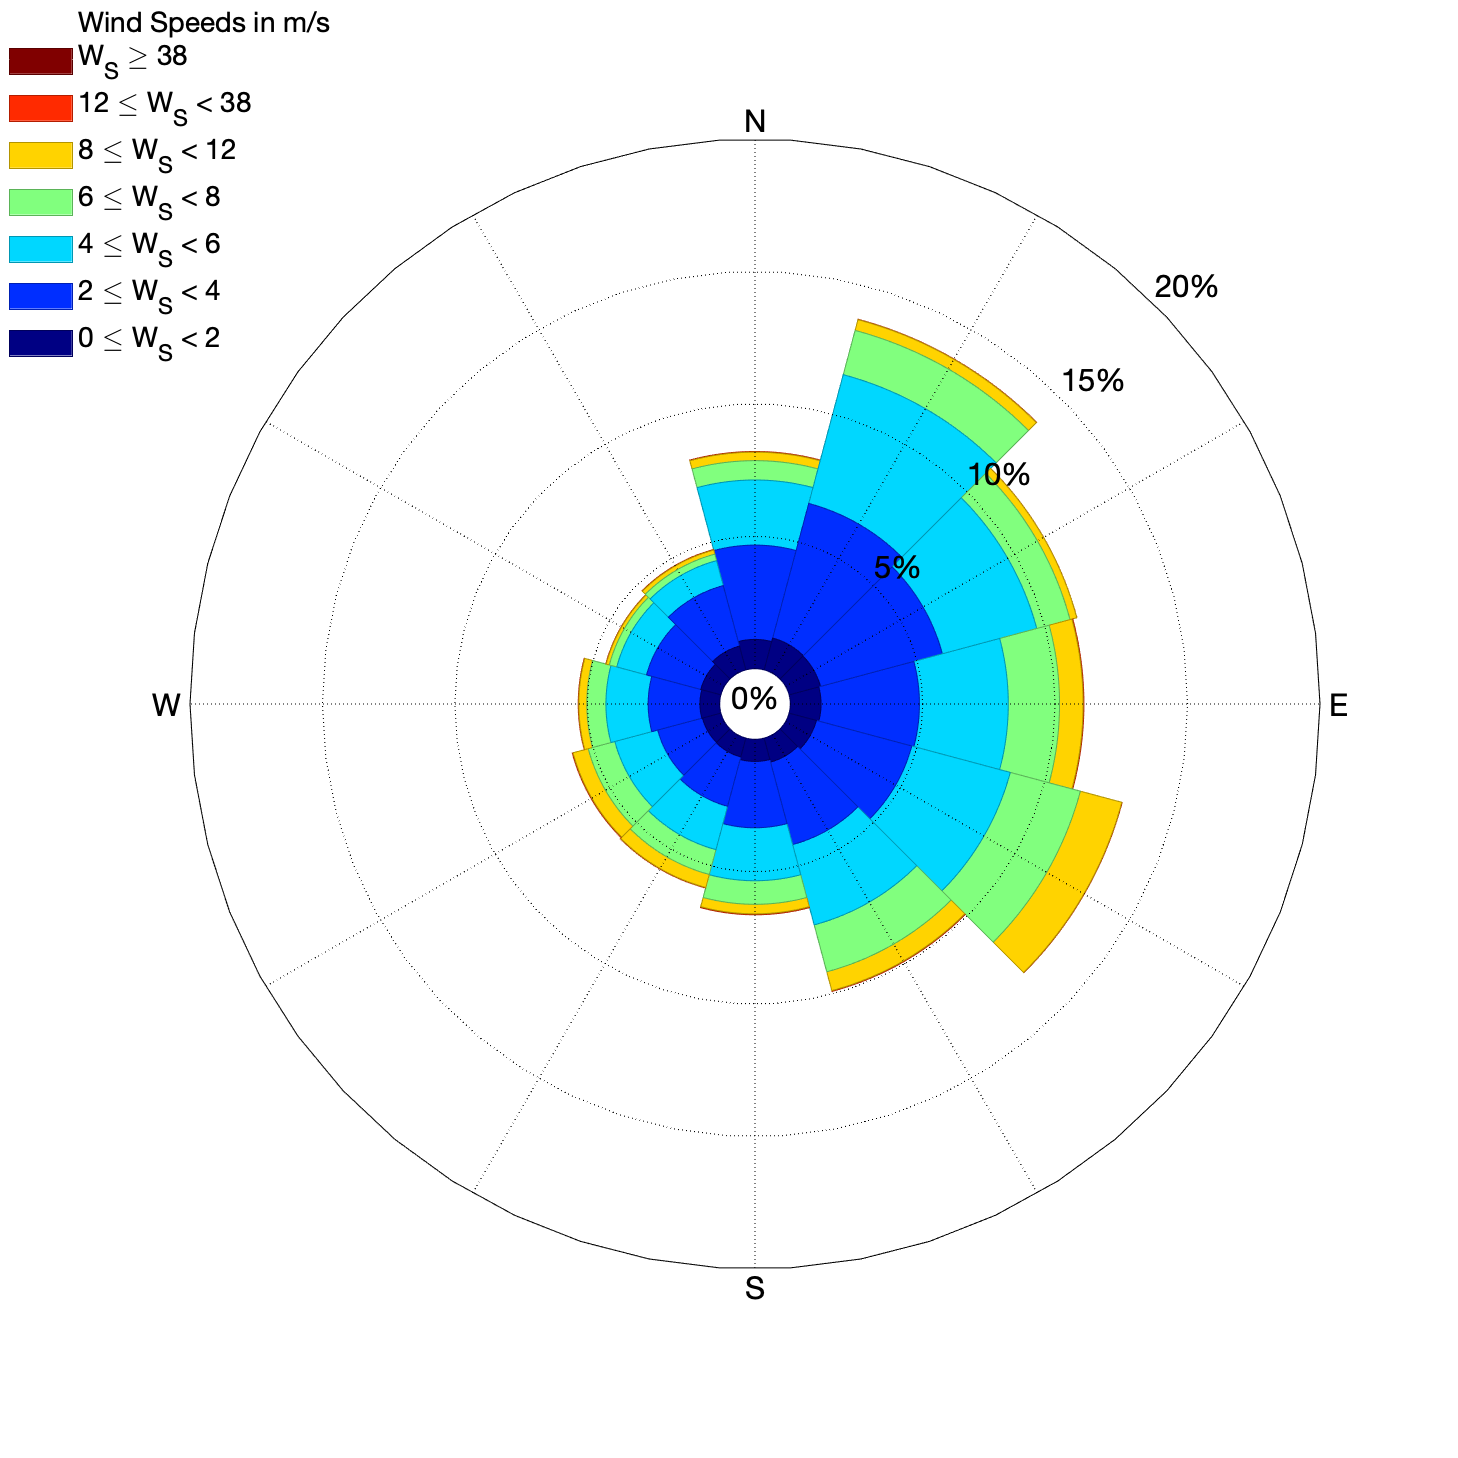 Wind Speeds in m/s
W_S ≥ 38
12 ≤ W_S < 38
8 ≤ W_S < 12
6 ≤ W_S < 8
4 ≤ W_S < 6
2 ≤ W_S < 4
0 ≤ W_S < 2
N
20%
15%
10%
5%
0%
W
E
S